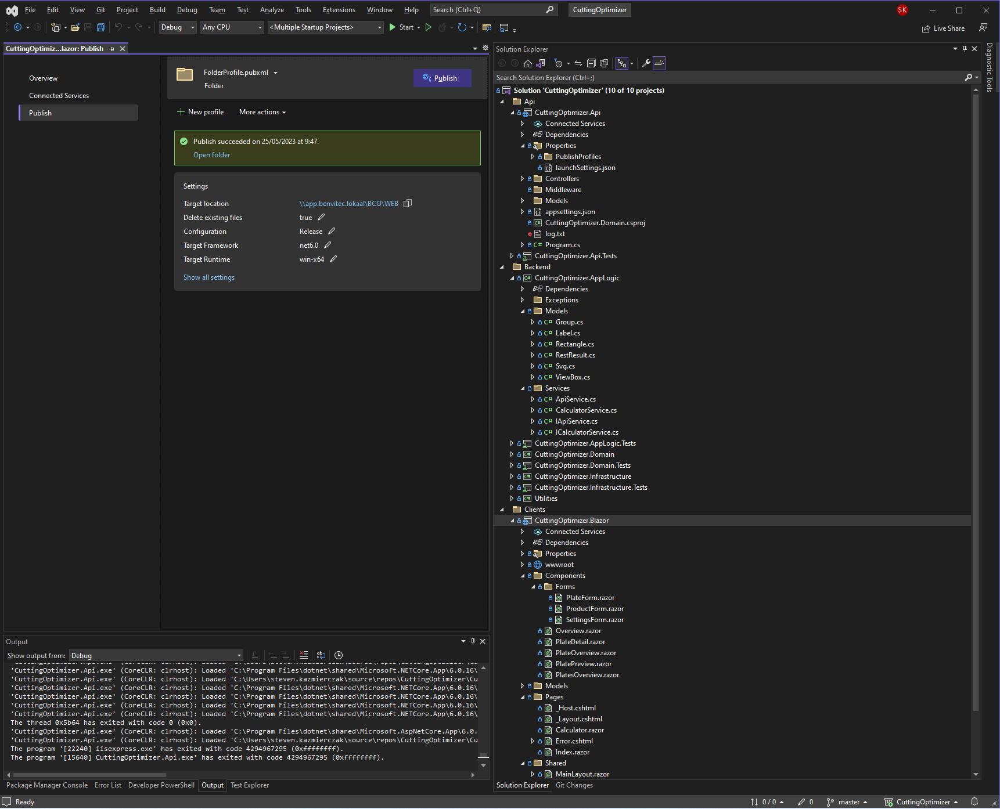 File Edit View Git Project Build Debug Team Test Analyze Tools Extensions Window Help Search (Ctrl+Q) CuttingOptimizer SK
Debug Any CPU <Multiple Startup Projects> Start Live Share
CuttingOptimiz...lazor: Publish
Overview
Connected Services
Publish
FolderProfile.pubxml
Folder
Publish
New profile More actions
Publish succeeded on 25/05/2023 at 9:47.
Open folder
Settings
Target location \\app.benvitec.lokaal\BCO\WEB
Delete existing files true
Configuration Release
Target Framework net6.0
Target Runtime win-x64
Show all settings
Output
Show output from: Debug
'CuttingOptimizer.Api.exe' (CoreCLR: clrhost): Loaded 'C:\Users\steven.kazmierczak\source\repos\CuttingOptimizer\Cu
'CuttingOptimizer.Api.exe' (CoreCLR: clrhost): Loaded 'C:\Program Files\dotnet\shared\Microsoft.NETCore.App\6.0.16\
'CuttingOptimizer.Api.exe' (CoreCLR: clrhost): Loaded 'C:\Users\steven.kazmierczak\source\repos\CuttingOptimizer\Cu
'CuttingOptimizer.Api.exe' (CoreCLR: clrhost): Loaded 'C:\Program Files\dotnet\shared\Microsoft.NETCore.App\6.0.16\
'CuttingOptimizer.Api.exe' (CoreCLR: clrhost): Loaded 'C:\Program Files\dotnet\shared\Microsoft.NETCore.App\6.0.16\
'CuttingOptimizer.Api.exe' (CoreCLR: clrhost): Loaded 'C:\Program Files\dotnet\shared\Microsoft.NETCore.App\6.0.16\
'CuttingOptimizer.Api.exe' (CoreCLR: clrhost): Loaded 'C:\Program Files\dotnet\shared\Microsoft.NETCore.App\6.0.16\
The thread 0x5b64 has exited with code 0 (0x0).
'CuttingOptimizer.Api.exe' (CoreCLR: clrhost): Loaded 'C:\Program Files\dotnet\shared\Microsoft.AspNetCore.App\6.0.
'CuttingOptimizer.Api.exe' (CoreCLR: clrhost): Loaded 'C:\Users\steven.kazmierczak\source\repos\CuttingOptimizer\Cu
The program '[22240] iisexpress.exe' has exited with code 4294967295 (0xffffffff).
The program '[15640] CuttingOptimizer.Api.exe' has exited with code 4294967295 (0xffffffff).
Package Manager Console Error List Developer PowerShell Output Test Explorer
Solution Explorer
Search Solution Explorer (Ctrl+;)
Solution 'CuttingOptimizer' (10 of 10 projects)
Api
CuttingOptimizer.Api
Connected Services
Dependencies
Properties
PublishProfiles
launchSettings.json
Controllers
Middleware
Models
appsettings.json
CuttingOptimizer.Domain.csproj
log.txt
C# Program.cs
CuttingOptimizer.Api.Tests
Backend
C# CuttingOptimizer.AppLogic
Dependencies
Exceptions
Models
C# Group.cs
C# Label.cs
C# Rectangle.cs
C# RestResult.cs
C# Svg.cs
C# ViewBox.cs
Services
C# ApiService.cs
C# CalculatorService.cs
C# IApiService.cs
C# ICalculatorService.cs
CuttingOptimizer.AppLogic.Tests
C# CuttingOptimizer.Domain
CuttingOptimizer.Domain.Tests
C# CuttingOptimizer.Infrastructure
CuttingOptimizer.Infrastructure.Tests
C# Utilities
Clients
CuttingOptimizer.Blazor
Connected Services
Dependencies
Properties
wwwroot
Components
Forms
PlateForm.razor
ProductForm.razor
SettingsForm.razor
Overview.razor
PlateDetail.razor
PlateOverview.razor
PlatePreview.razor
PlatesOverview.razor
Models
Pages
_Host.cshtml
_Layout.cshtml
Calculator.razor
Error.cshtml
Index.razor
Shared
MainLayout.razor
Solution Explorer Git Changes
Diagnostic Tools
Ready 0 / 0 0 master CuttingOptimizer